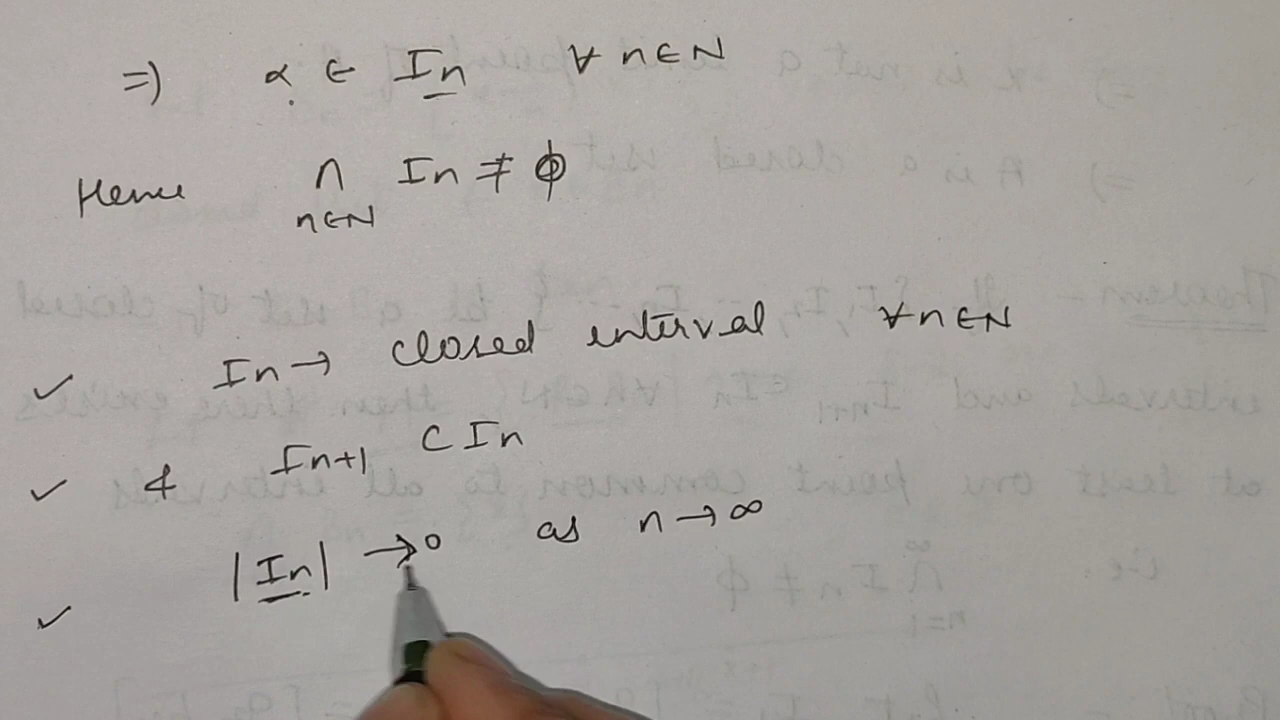 =) α ∈ In ∀ n∈N
Hence ∩ In ≠ ϕ
n∈N
In → closed interval ∀n∈N
✓
✓ & In+1 ⊂ In
|In| → 0 as n → ∞
✓